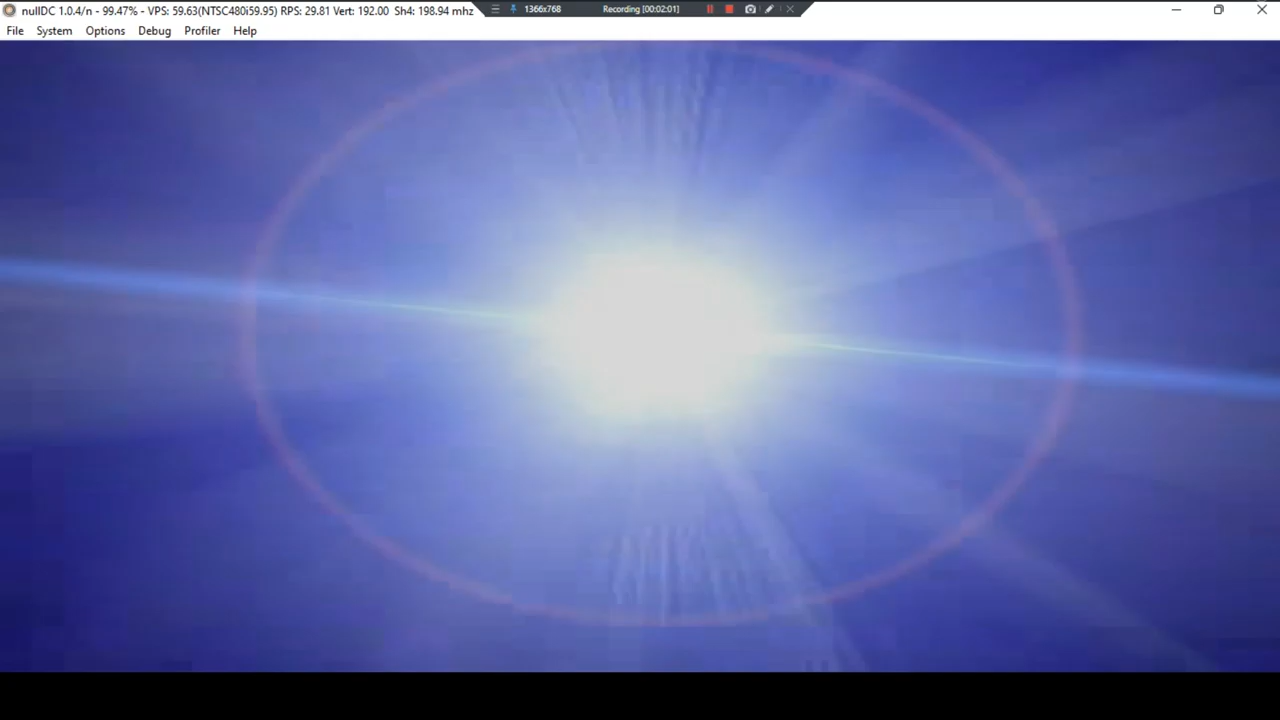 nullDC 1.0.4/n - 99.47% - VPS: 59.63(NTSC480i59.95) RPS: 29.81 Vert: 192.00 Sh4: 198.94 mhz
1366x768
Recording [00:02:01]
File System Options Debug Profiler Help